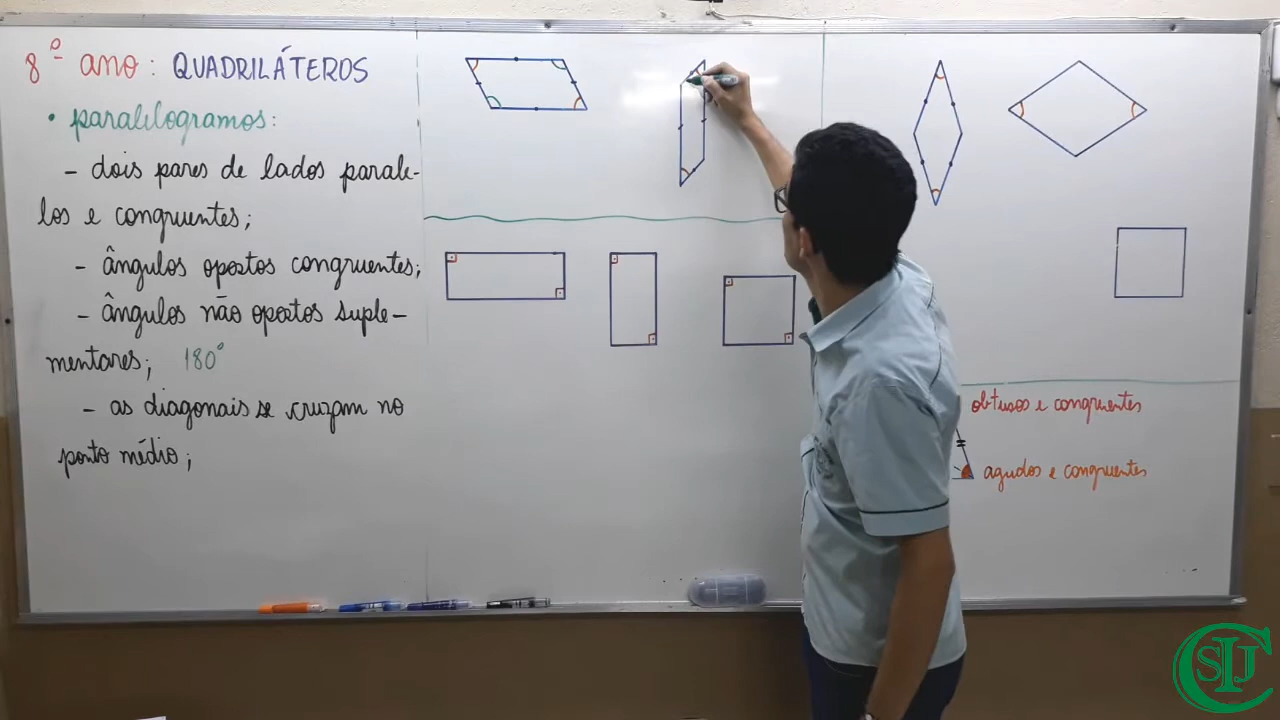 8º ano: QUADRILÁTEROS
• paralelogramos:
- dois pares de lados parale-
los e congruentes;
- ângulos opostos congruentes;
- ângulos não opostos suple-
mentares; 180°
- as diagonais se cruzam no
ponto médio;
obtusos e congruentes
agudos e congruentes
CSIJ